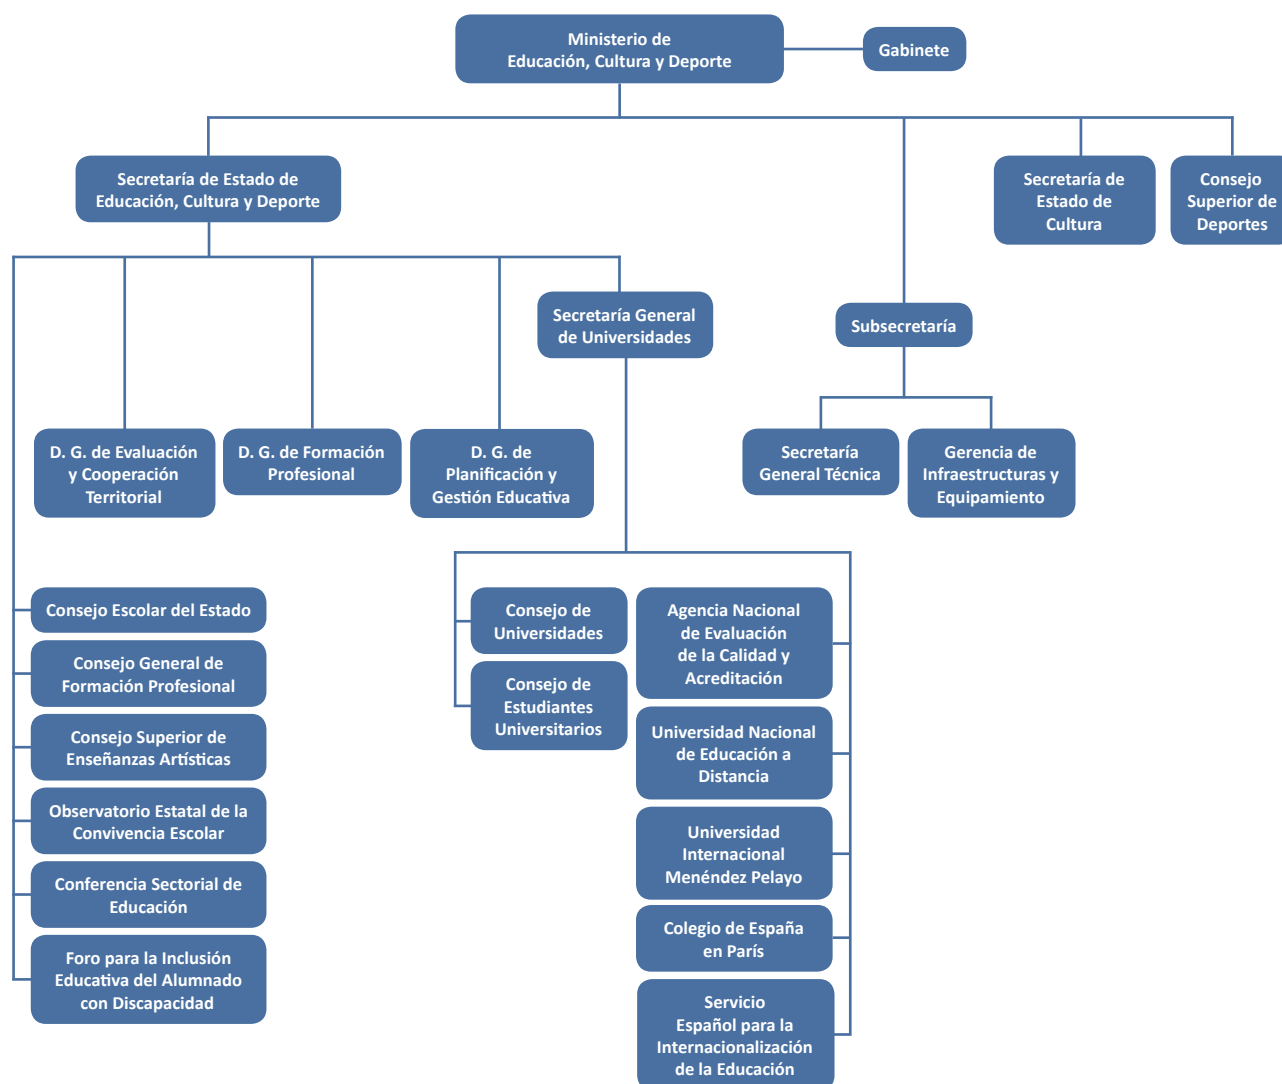 Ministerio de
Educación, Cultura y Deporte
Gabinete
Secretaría de Estado de
Educación, Cultura y Deporte
Secretaría de
Estado de
Cultura
Consejo
Superior de
Deportes
Secretaría General
de Universidades
Subsecretaría
D. G. de Evaluación
y Cooperación
Territorial
D. G. de Formación
Profesional
D. G. de
Planificación y
Gestión Educativa
Secretaría
General Técnica
Gerencia de
Infraestructuras y
Equipamiento
Consejo Escolar del Estado
Consejo General de
Formación Profesional
Consejo Superior de
Enseñanzas Artísticas
Observatorio Estatal de la
Convivencia Escolar
Conferencia Sectorial de
Educación
Foro para la Inclusión
Educativa del Alumnado
con Discapacidad
Consejo de
Universidades
Consejo de
Estudiantes
Universitarios
Agencia Nacional
de Evaluación
de la Calidad y
Acreditación
Universidad Nacional
de Educación a
Distancia
Universidad
Internacional
Menéndez Pelayo
Colegio de España
en París
Servicio
Español para la
Internacionalización
de la Educación